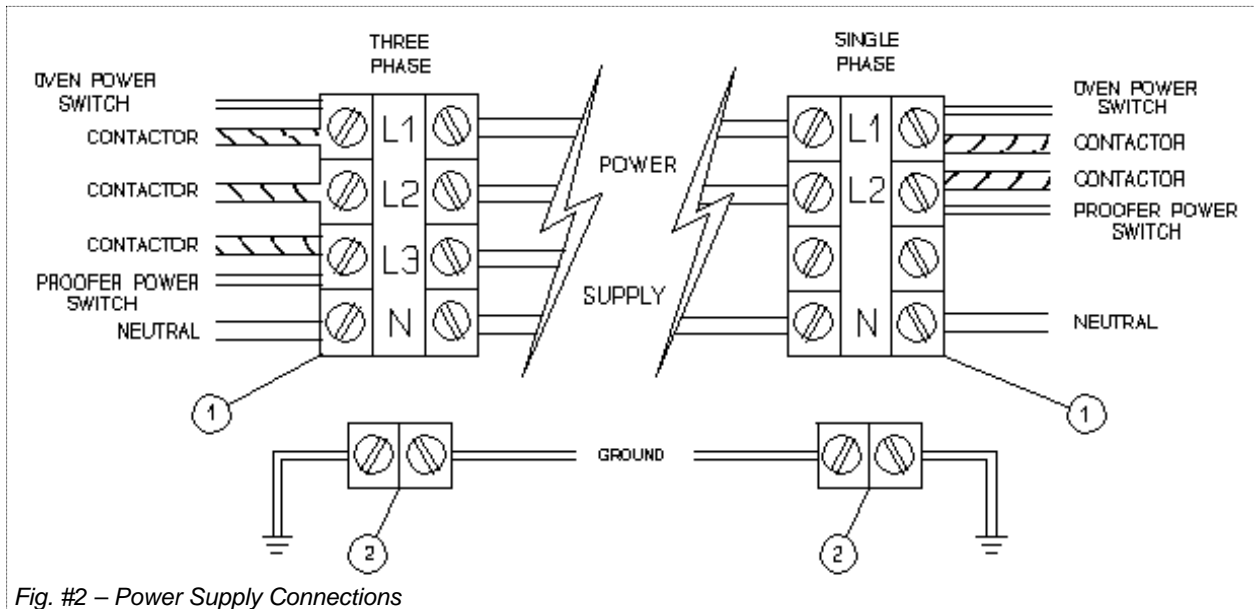 THREE
PHASE
SINGLE
PHASE
OVEN POWER
SWITCH
CONTACTOR
CONTACTOR
CONTACTOR
PROOFER POWER
SWITCH
NEUTRAL
L1
L2
L3
N
POWER
SUPPLY
L1
L2
N
OVEN POWER
SWITCH
CONTACTOR
CONTACTOR
PROOFER POWER
SWITCH
NEUTRAL
1
1
GROUND
2
2
Fig. #2 – Power Supply Connections